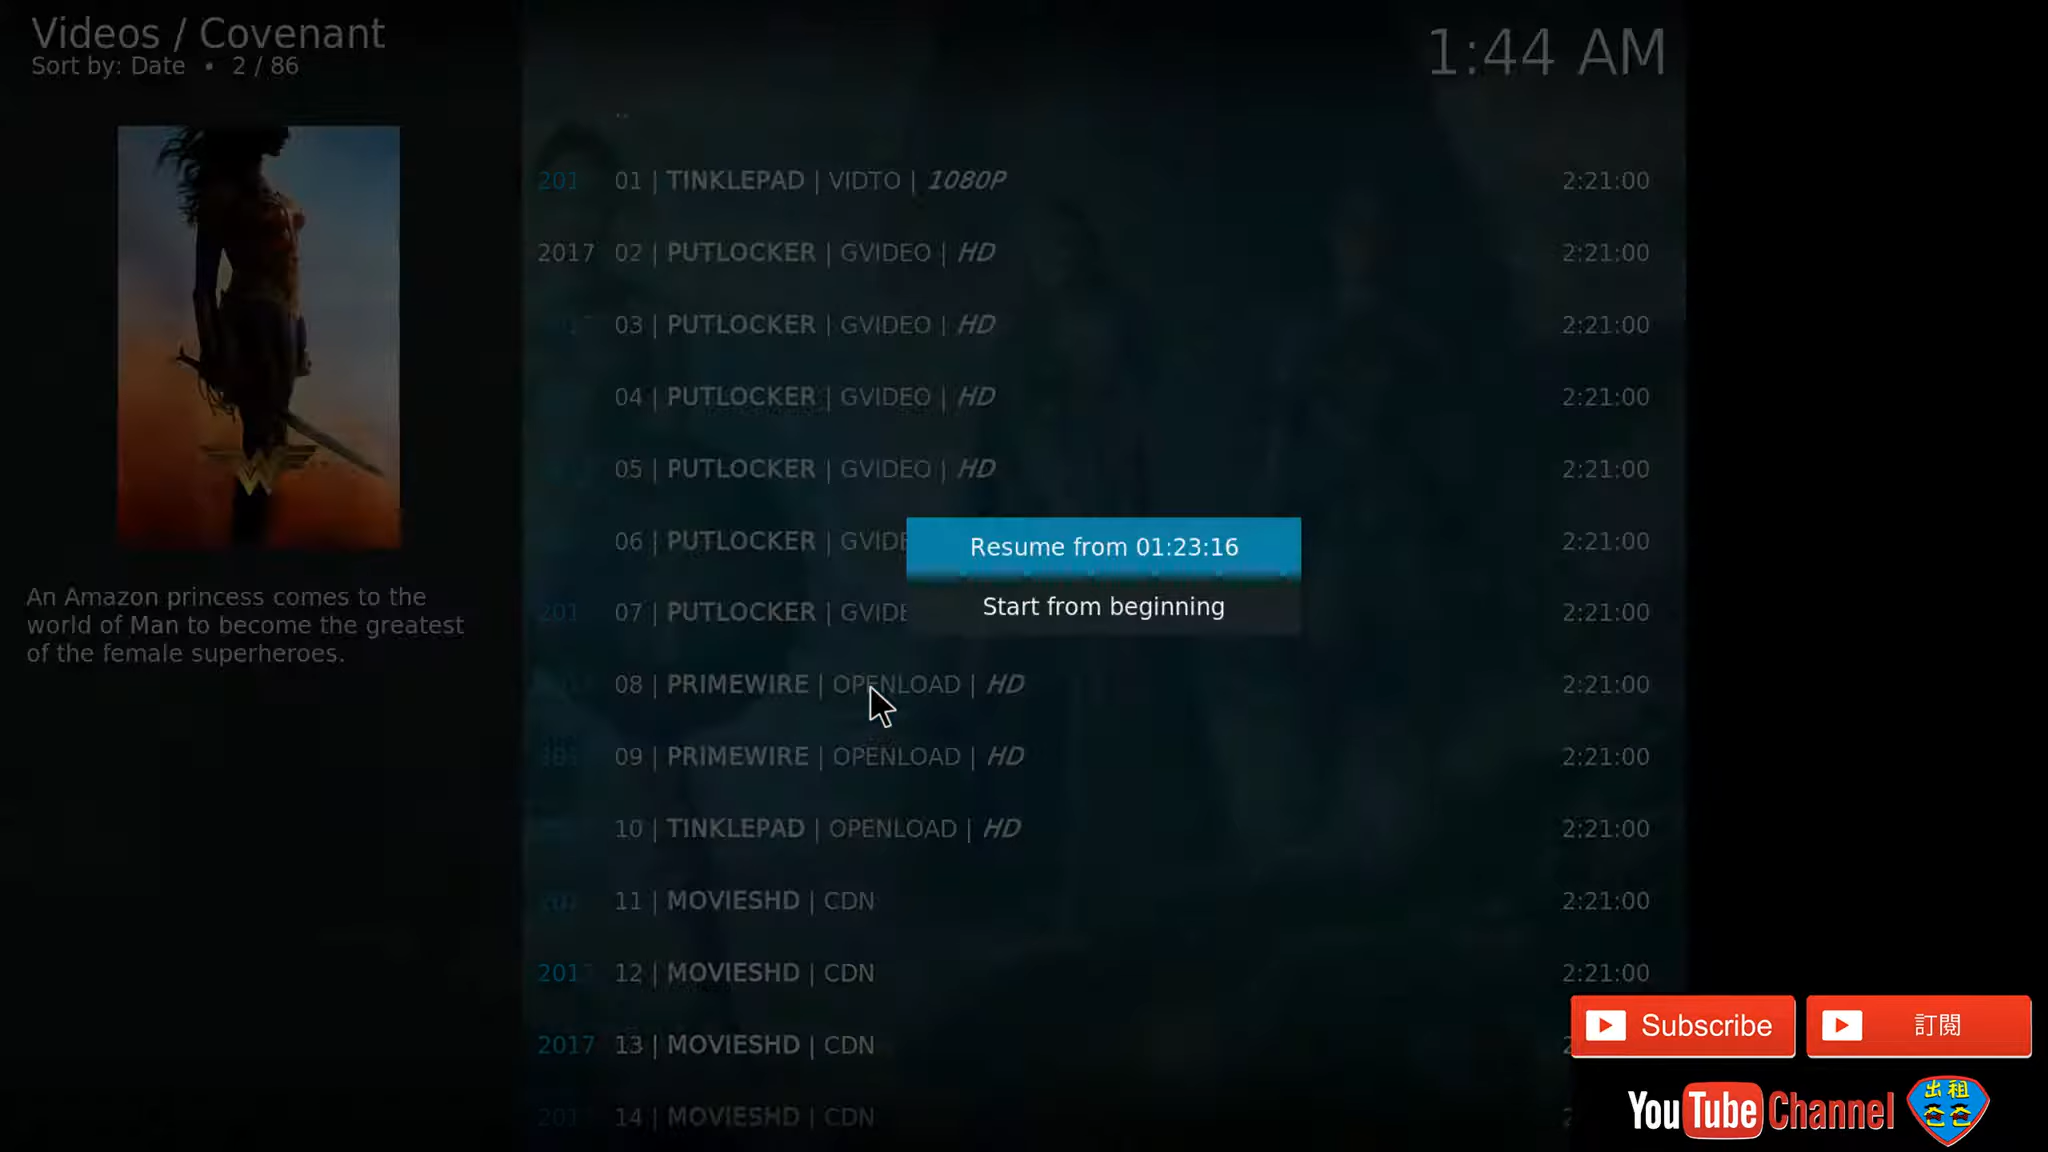 Videos / Covenant
Sort by: Date • 2 / 86
1:44 AM
..
01 | TINKLEPAD | VIDTO | 1080P 2:21:00
2017 02 | PUTLOCKER | GVIDEO | HD 2:21:00
03 | PUTLOCKER | GVIDEO | HD 2:21:00
04 | PUTLOCKER | GVIDEO | HD 2:21:00
05 | PUTLOCKER | GVIDEO | HD 2:21:00
06 | PUTLOCKER | GVIDE 2:21:00
07 | PUTLOCKER | GVIDE 2:21:00
08 | PRIMEWIRE | OPENLOAD | HD 2:21:00
09 | PRIMEWIRE | OPENLOAD | HD 2:21:00
10 | TINKLEPAD | OPENLOAD | HD 2:21:00
11 | MOVIESHD | CDN 2:21:00
12 | MOVIESHD | CDN 2:21:00
2017 13 | MOVIESHD | CDN
14 | MOVIESHD | CDN
Resume from 01:23:16
Start from beginning
An Amazon princess comes to the
world of Man to become the greatest
of the female superheroes.
Subscribe
訂閱
YouTube Channel
出租
爸爸